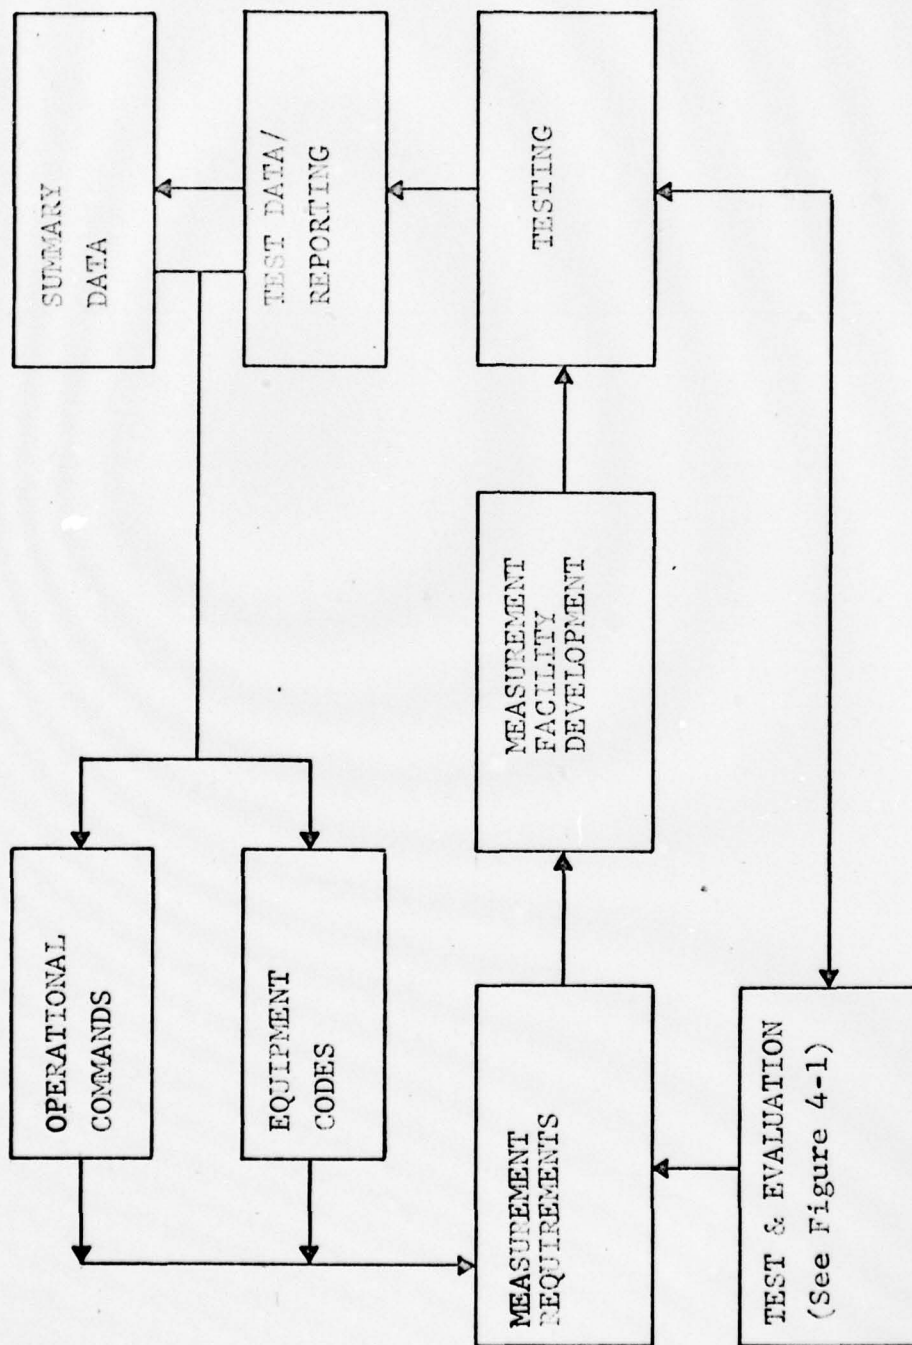 OPERATIONAL
COMMANDS
SUMMARY
DATA
EQUIPMENT
CODES
TEST DATA/
REPORTING
MEASUREMENT
REQUIREMENTS
MEASUREMENT
FACILITY
DEVELOPMENT
TESTING
TEST & EVALUATION
(See Figure 4-1)